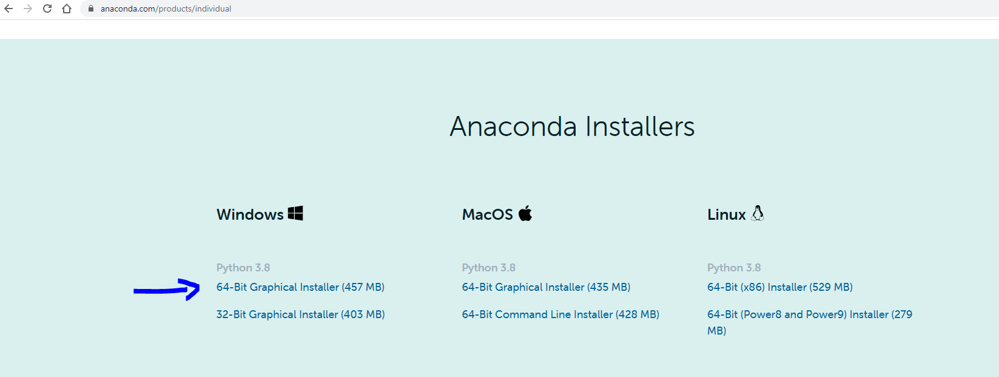 anaconda.com/products/individual
Anaconda Installers
Windows
Python 3.8
64-Bit Graphical Installer (457 MB)
32-Bit Graphical Installer (403 MB)
MacOS
Python 3.8
64-Bit Graphical Installer (435 MB)
64-Bit Command Line Installer (428 MB)
Linux
Python 3.8
64-Bit (x86) Installer (529 MB)
64-Bit (Power8 and Power9) Installer (279
MB)